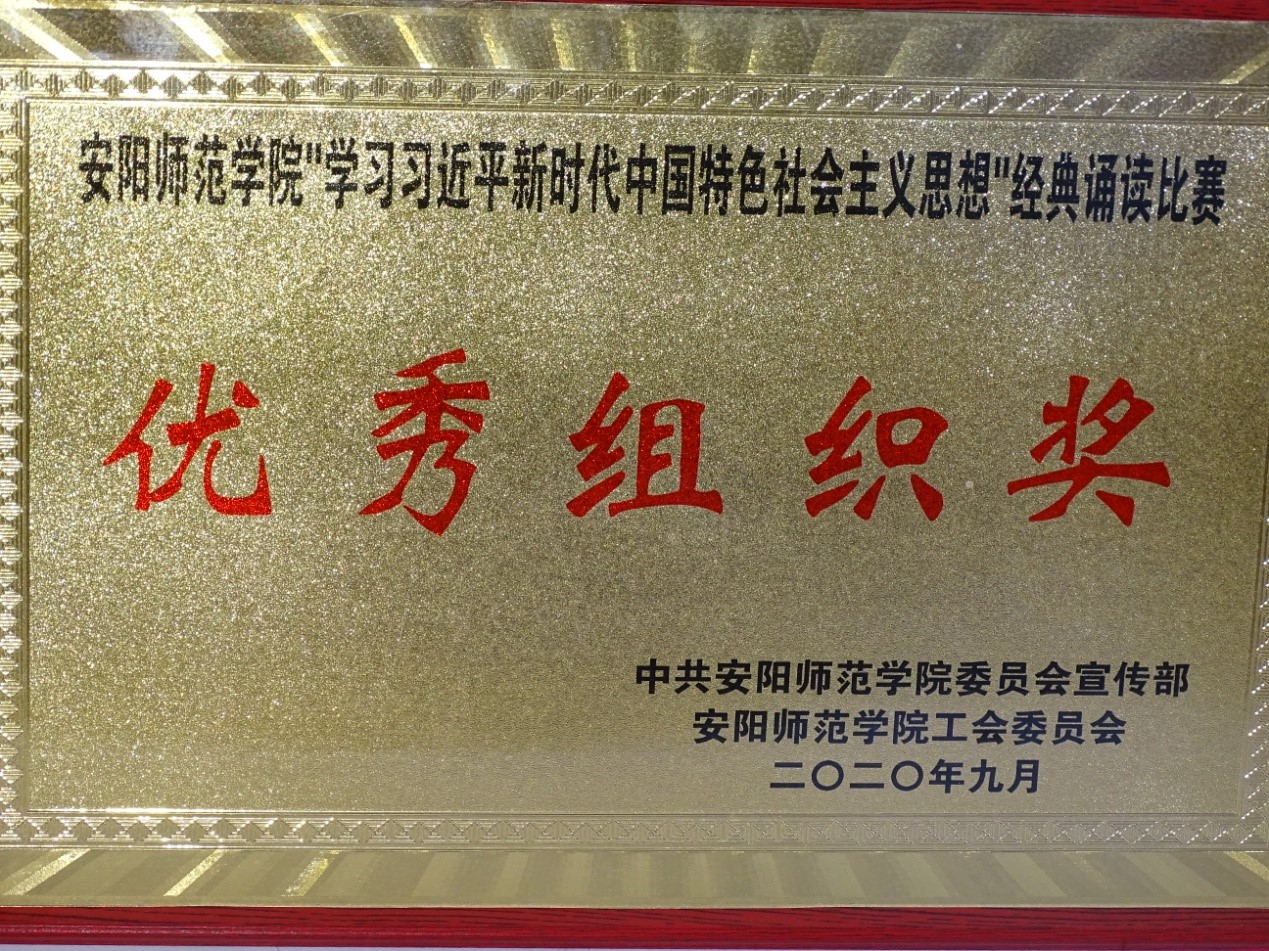 安阳师范学院"学习习近平新时代中国特色社会主义思想"经典诵读比赛
优秀组织奖
中共安阳师范学院委员会宣传部
安阳师范学院工会委员会
二〇二〇年九月